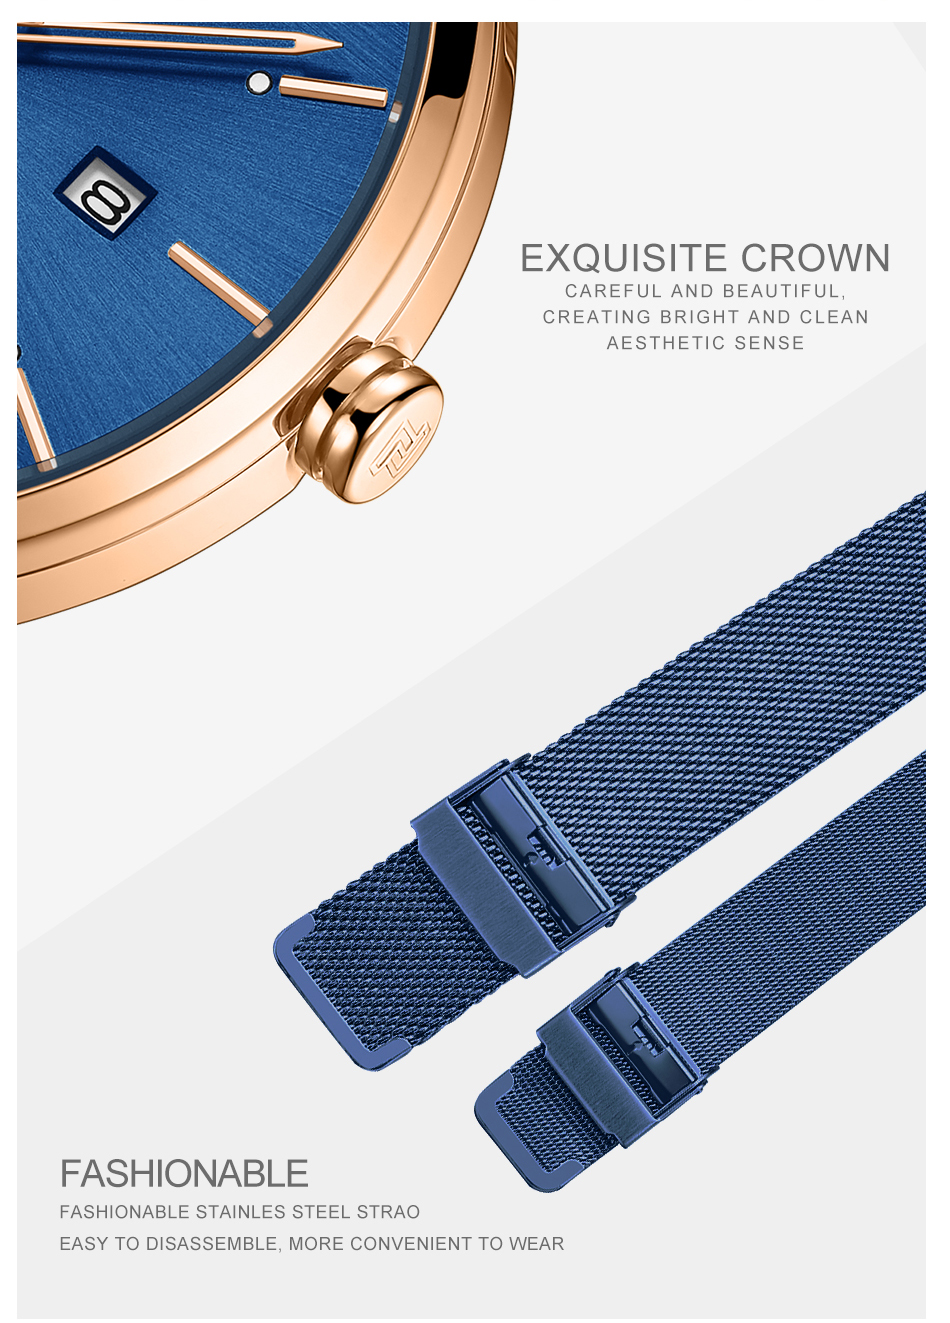 8
EXQUISITE CROWN
CAREFUL AND BEAUTIFUL,
CREATING BRIGHT AND CLEAN
AESTHETIC SENSE
FASHIONABLE
FASHIONABLE STAINLES STEEL STRAO
EASY TO DISASSEMBLE, MORE CONVENIENT TO WEAR